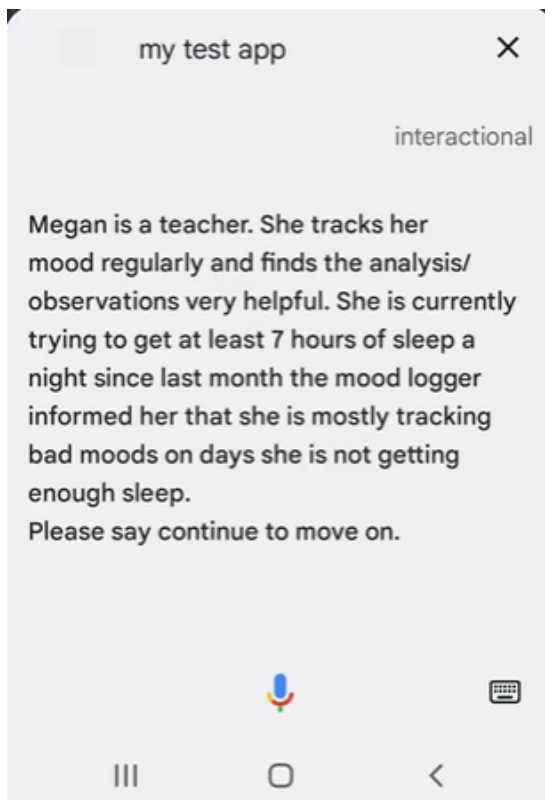 my test app
interactional
Megan is a teacher. She tracks her
mood regularly and finds the analysis/
observations very helpful. She is currently
trying to get at least 7 hours of sleep a
night since last month the mood logger
informed her that she is mostly tracking
bad moods on days she is not getting
enough sleep.
Please say continue to move on.